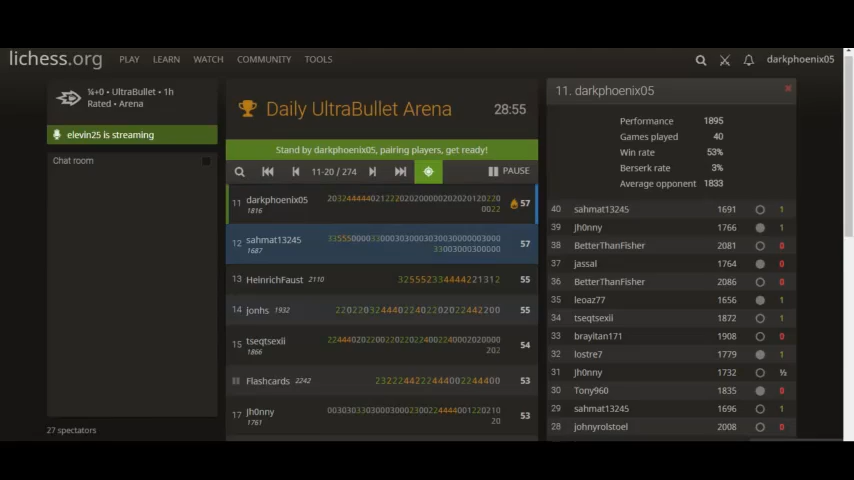 lichess.org PLAY LEARN WATCH COMMUNITY TOOLS darkphoenix05
¼+0 • UltraBullet • 1h
Rated • Arena
elevin25 is streaming
Chat room
27 spectators
Daily UltraBullet Arena 28:55
Stand by darkphoenix05, pairing players, get ready!
11-20 / 274 PAUSE
11 darkphoenix05 57
1816
12 sahmat13245 57
1687
13 HeinrichFaust 2110 325552334444221312 55
14 jonhs 1932 55
15 tseqtsexii 54
1866
Flashcards 2242 53
17 Jh0nny 53
1761
11. darkphoenix05
Performance 1895
Games played 40
Win rate 53%
Berserk rate 3%
Average opponent 1833
40 sahmat13245 1691 1
39 Jh0nny 1766 1
38 BetterThanFisher 2081 0
37 jassal 1764 0
36 BetterThanFisher 2086 0
35 leoaz77 1656 1
34 tseqtsexii 1872 1
33 brayitan171 1908 0
32 lostre7 1779 1
31 Jh0nny 1732 ½
30 Tony960 1835 0
29 sahmat13245 1696 1
28 johnyrolstoel 2008 0